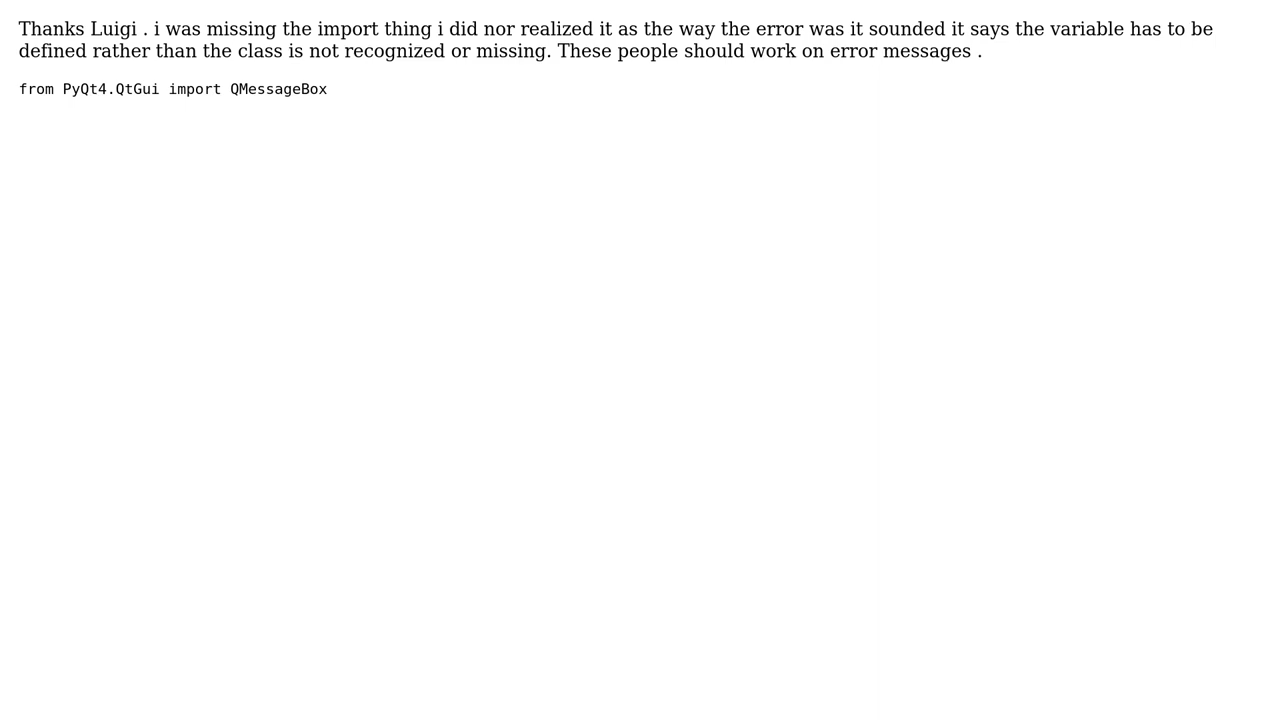 Thanks Luigi . i was missing the import thing i did nor realized it as the way the error was it sounded it says the variable has to be
defined rather than the class is not recognized or missing. These people should work on error messages .
from PyQt4.QtGui import QMessageBox